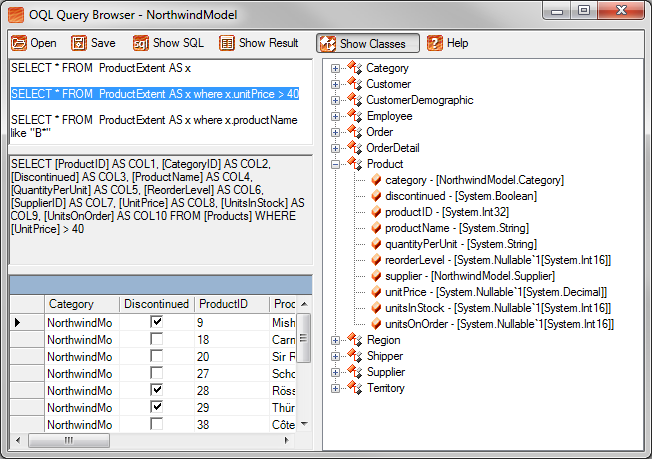 OQL Query Browser - NorthwindModel
Open Save Show SQL Show Result Show Classes Help
SELECT * FROM  ProductExtent AS x
SELECT * FROM  ProductExtent AS x where x.unitPrice > 40
SELECT * FROM  ProductExtent AS x where x.productName
like "B*"
SELECT [ProductID] AS COL1, [CategoryID] AS COL2,
[Discontinued] AS COL3, [ProductName] AS COL4,
[QuantityPerUnit] AS COL5, [ReorderLevel] AS COL6,
[SupplierID] AS COL7, [UnitPrice] AS COL8, [UnitsInStock] AS
COL9, [UnitsOnOrder] AS COL10 FROM [Products] WHERE
[UnitPrice] > 40
Category Discontinued ProductID Proc
NorthwindMo 9 Mish
NorthwindMo 18 Carn
NorthwindMo 20 Sir R
NorthwindMo 27 Scho
NorthwindMo 28 Röss
NorthwindMo 29 Thür
NorthwindMo 38 Côte
Category
Customer
CustomerDemographic
Employee
Order
OrderDetail
Product
category - [NorthwindModel.Category]
discontinued - [System.Boolean]
productID - [System.Int32]
productName - [System.String]
quantityPerUnit - [System.String]
reorderLevel - [System.Nullable`1[System.Int16]]
supplier - [NorthwindModel.Supplier]
unitPrice - [System.Nullable`1[System.Decimal]]
unitsInStock - [System.Nullable`1[System.Int16]]
unitsOnOrder - [System.Nullable`1[System.Int16]]
Region
Shipper
Supplier
Territory